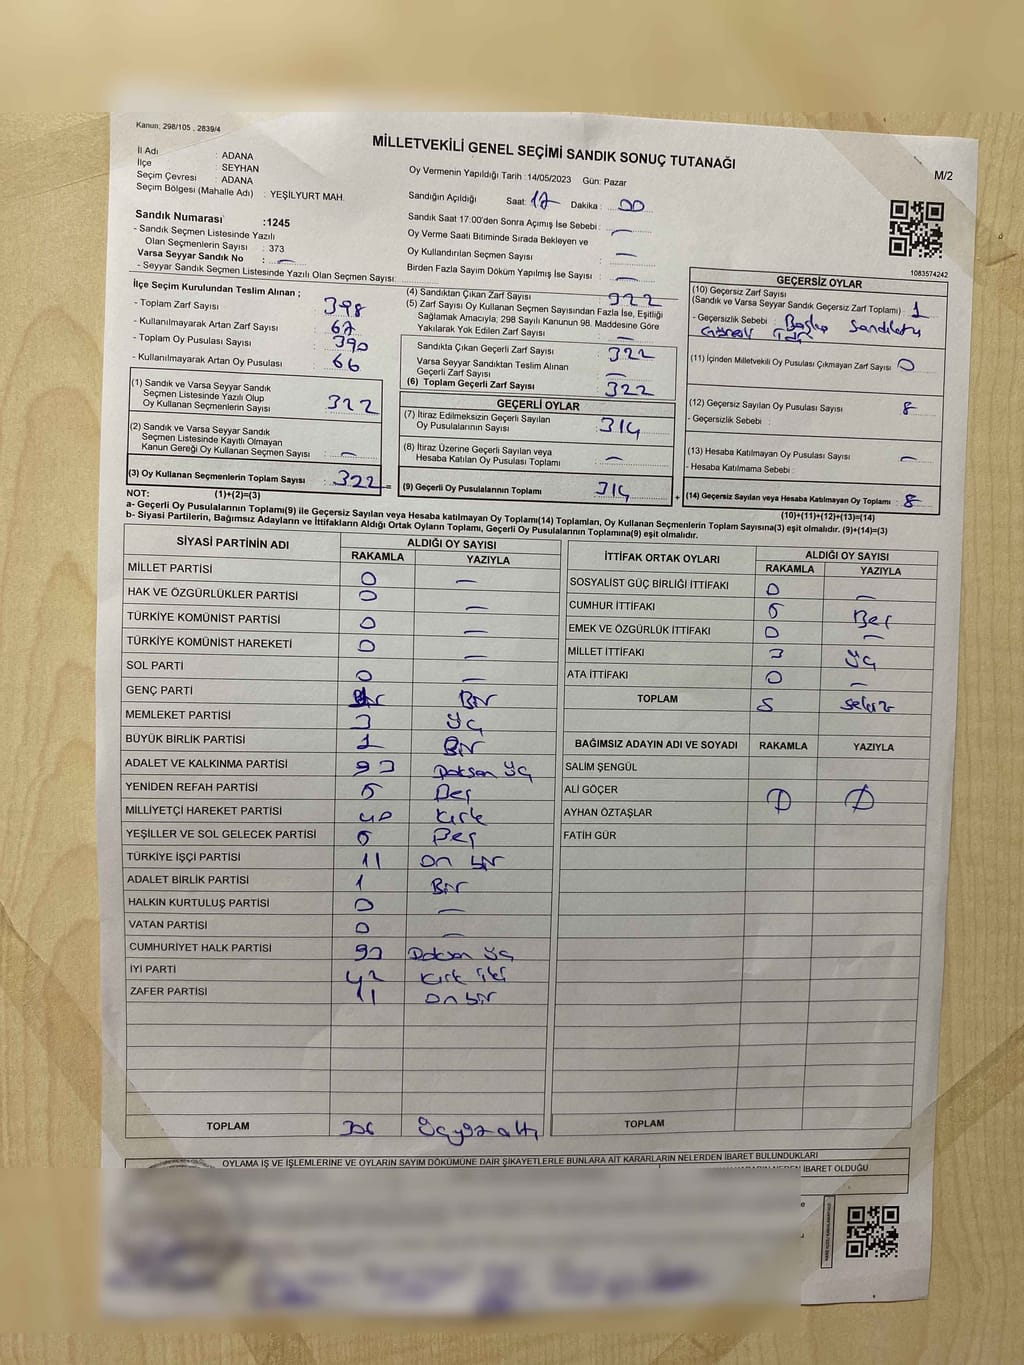 Kanun; 298/105 , 2839/4
MİLLETVEKİLİ GENEL SEÇİMİ SANDIK SONUÇ TUTANAĞI
M/2
İl Adı : ADANA
İlçe : SEYHAN
Seçim Çevresi : ADANA
Seçim Bölgesi (Mahalle Adı) : YEŞİLYURT MAH.
Oy Vermenin Yapıldığı Tarih :14/05/2023 Gün: Pazar
Sandığın Açıldığı Saat: 17 Dakika : 00
Sandık Saat 17:00'den Sonra Açımış İse Sebebi : —
Oy Verme Saati Bitiminde Sırada Bekleyen ve
Oy Kullandırılan Seçmen Sayısı : —
Birden Fazla Sayım Döküm Yapılmış İse Sayısı : —
Sandık Numarası :1245
- Sandık Seçmen Listesinde Yazılı
Olan Seçmenlerin Sayısı : 373
Varsa Seyyar Sandık No : —
- Seyyar Sandık Seçmen Listesinde Yazılı Olan Seçmen Sayısı:
1083574242
İlçe Seçim Kurulundan Teslim Alınan ;
- Toplam Zarf Sayısı : 398
- Kullanılmayarak Artan Zarf Sayısı : 67
- Toplam Oy Pusulası Sayısı : 390
- Kullanılmayarak Artan Oy Pusulası : 66
(1) Sandık ve Varsa Seyyar Sandık
Seçmen Listesinde Yazılı Olup
Oy Kullanan Seçmenlerin Sayısı : 322
(2) Sandık ve Varsa Seyyar Sandık
Seçmen Listesinde Kayıtlı Olmayan
Kanun Gereği Oy Kullanan Seçmen Sayısı : —
(3) Oy Kullanan Seçmenlerin Toplam Sayısı : 322
(4) Sandıktan Çıkan Zarf Sayısı : 322
(5) Zarf Sayısı Oy Kullanan Seçmen Sayısından Fazla İse, Eşitliği
Sağlamak Amacıyla, 298 Sayılı Kanunun 98. Maddesine Göre
Yakılarak Yok Edilen Zarf Sayısı : —
Sandıkta Çıkan Geçerli Zarf Sayısı : 322
Varsa Seyyar Sandıktan Teslim Alınan
Geçerli Zarf Sayısı : —
(6) Toplam Geçerli Zarf Sayısı : 322
GEÇERLİ OYLAR
(7) İtiraz Edilmeksizin Geçerli Sayılan
Oy Pusulalarının Sayısı : 314
(8) İtiraz Üzerine Geçerli Sayılan veya
Hesaba Katılan Oy Pusulası Toplamı : —
(9) Geçerli Oy Pusulalarının Toplamı : 314
GEÇERSİZ OYLAR
(10) Geçersiz Zarf Sayısı
(Sandık ve Varsa Seyyar Sandık Geçersiz Zarf Toplamı) : 1
- Geçersizlik Sebebi : Başka Sandıkta
(11) İçinden Milletvekili Oy Pusulası Çıkmayan Zarf Sayısı : 0
(12) Geçersiz Sayılan Oy Pusulası Sayısı : 8
- Geçersizlik Sebebi :
(13) Hesaba Katılmayan Oy Pusulası Sayısı : —
- Hesaba Katılmama Sebebi :
(14) Geçersiz Sayılan veya Hesaba Katılmayan Oy Toplamı : 8
NOT: (1)+(2)=(3)
(10)+(11)+(12)+(13)=(14)
a- Geçerli Oy Pusulalarının Toplamı(9) ile Geçersiz Sayılan veya Hesaba katılmayan Oy Toplamı(14) Toplamları, Oy Kullanan Seçmenlerin Toplam Sayısına(3) eşit olmalıdır. (9)+(14)=(3)
b- Siyasi Partilerin, Bağımsız Adayların ve İttifakların Aldığı Ortak Oyların Toplamı, Geçerli Oy Pusulalarının Toplamına(9) eşit olmalıdır.
SİYASİ PARTİNİN ADI ALDIĞI OY SAYISI
RAKAMLA YAZIYLA
MİLLET PARTİSİ 0 —
HAK VE ÖZGÜRLÜKLER PARTİSİ 0 —
TÜRKİYE KOMÜNİST PARTİSİ 0 —
TÜRKİYE KOMÜNİST HAREKETİ 0 —
SOL PARTİ 0 —
GENÇ PARTİ 1 Bir
MEMLEKET PARTİSİ 3 Üç
BÜYÜK BİRLİK PARTİSİ 1 Bir
ADALET VE KALKINMA PARTİSİ 93 Doksan Üç
YENİDEN REFAH PARTİSİ 5 Beş
MİLLİYETÇİ HAREKET PARTİSİ 40 Kırk
YEŞİLLER VE SOL GELECEK PARTİSİ 5 Beş
TÜRKİYE İŞÇİ PARTİSİ 11 On bir
ADALET BİRLİK PARTİSİ 1 Bir
HALKIN KURTULUŞ PARTİSİ 0 —
VATAN PARTİSİ 0 —
CUMHURİYET HALK PARTİSİ 93 Doksan Üç
İYİ PARTİ 42 Kırk iki
ZAFER PARTİSİ 11 On bir
TOPLAM 306 Üçyüz altı
İTTİFAK ORTAK OYLARI ALDIĞI OY SAYISI
RAKAMLA YAZIYLA
SOSYALİST GÜÇ BİRLİĞİ İTTİFAKI 0 —
CUMHUR İTTİFAKI 5 Beş
EMEK VE ÖZGÜRLÜK İTTİFAKI 0 —
MİLLET İTTİFAKI 3 Üç
ATA İTTİFAKI 0 —
TOPLAM 8 Sekiz
BAĞIMSIZ ADAYIN ADI VE SOYADI RAKAMLA YAZIYLA
SALİM ŞENGÜL
ALİ GÖÇER
AYHAN ÖZTAŞLAR
FATİH GÜR
TOPLAM
OYLAMA İŞ VE İŞLEMLERİNE VE OYLARIN SAYIM DÖKÜMÜNE DAİR ŞİKAYETLERLE BUNLARA AİT KARARLARIN NELERDEN İBARET BULUNDUKLARI
İBARET OLDUĞU